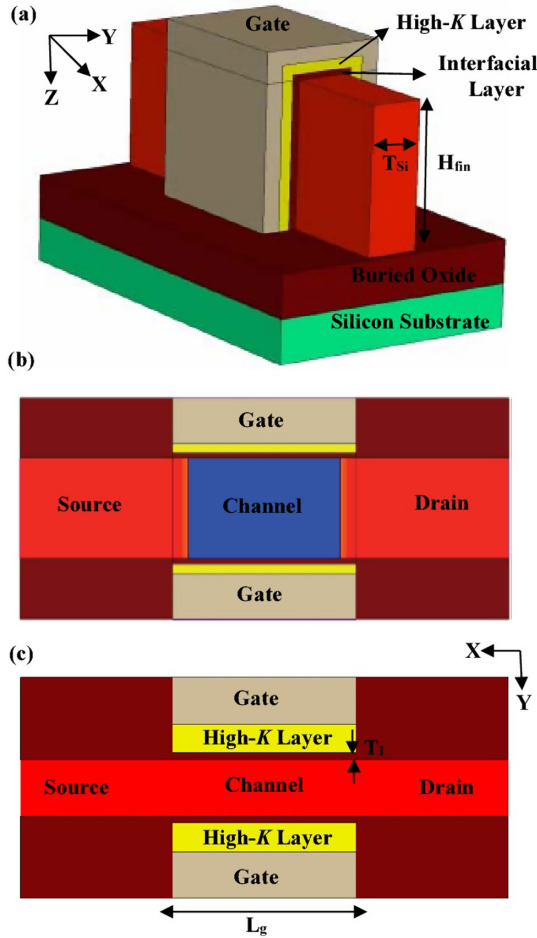 (a)
Gate
High-K Layer
Interfacial
Layer
Y
X
Z
TSi
Hfin
Buried Oxide
Silicon Substrate
(b)
Gate
Source
Channel
Drain
Gate
(c)
X
Y
Gate
High-K Layer
T1
Source
Channel
Drain
High-K Layer
Gate
Lg